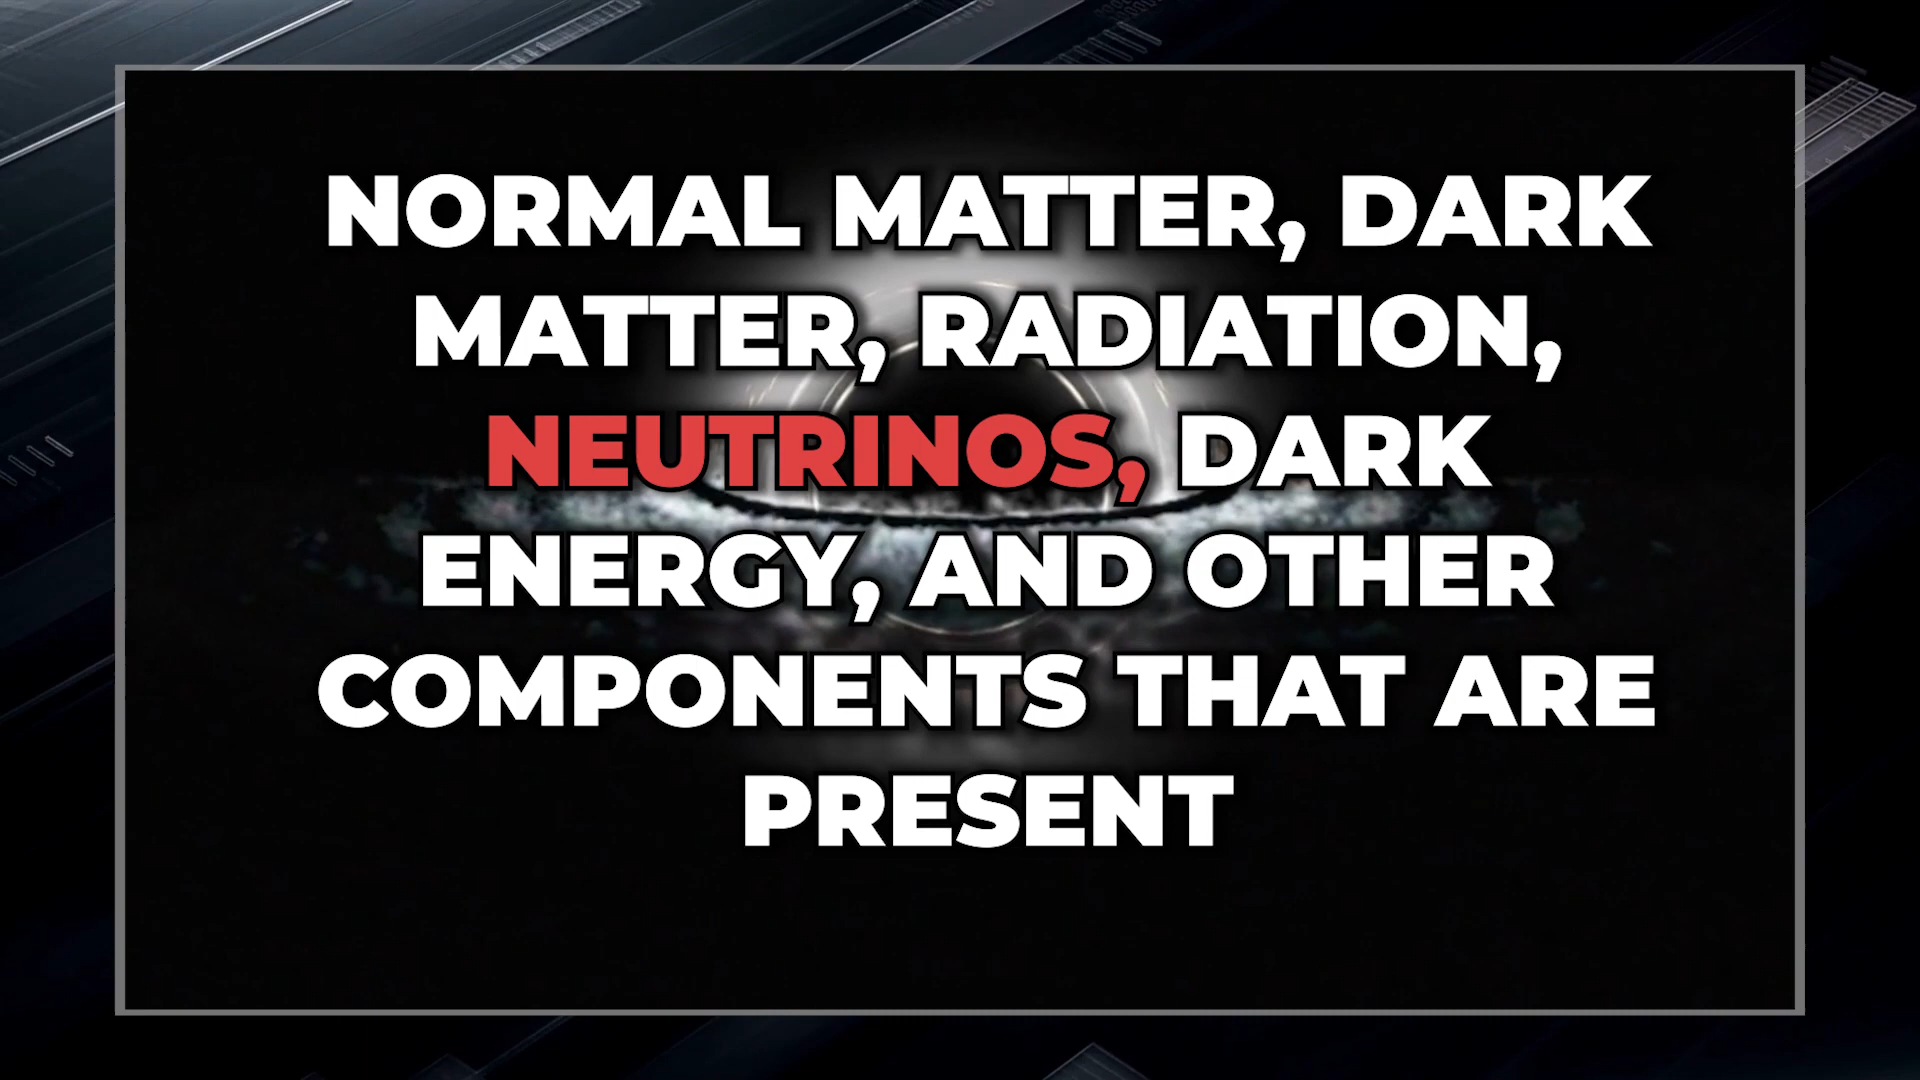 NORMAL MATTER, DARK
MATTER, RADIATION,
NEUTRINOS, DARK
ENERGY, AND OTHER
COMPONENTS THAT ARE
PRESENT